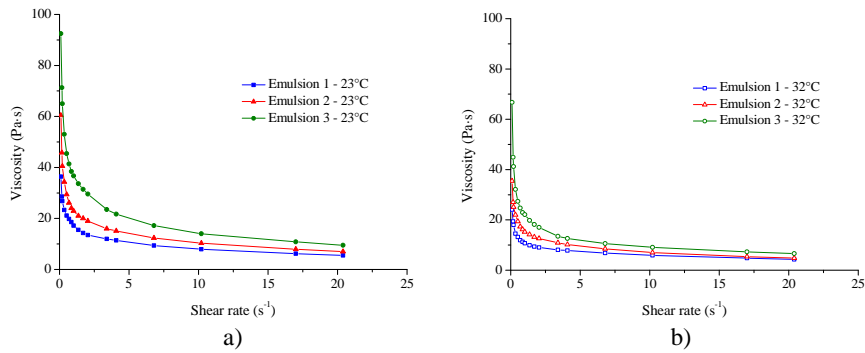 100
80
60
40
20
0
Viscosity (Pa·s)
Emulsion 1 - 23°C
Emulsion 2 - 23°C
Emulsion 3 - 23°C
0 5 10 15 20 25
Shear rate (s⁻¹)
a)
100
80
60
40
20
0
Viscosity (Pa·s)
Emulsion 1 - 32°C
Emulsion 2 - 32°C
Emulsion 3 - 32°C
0 5 10 15 20 25
Shear rate (s⁻¹)
b)